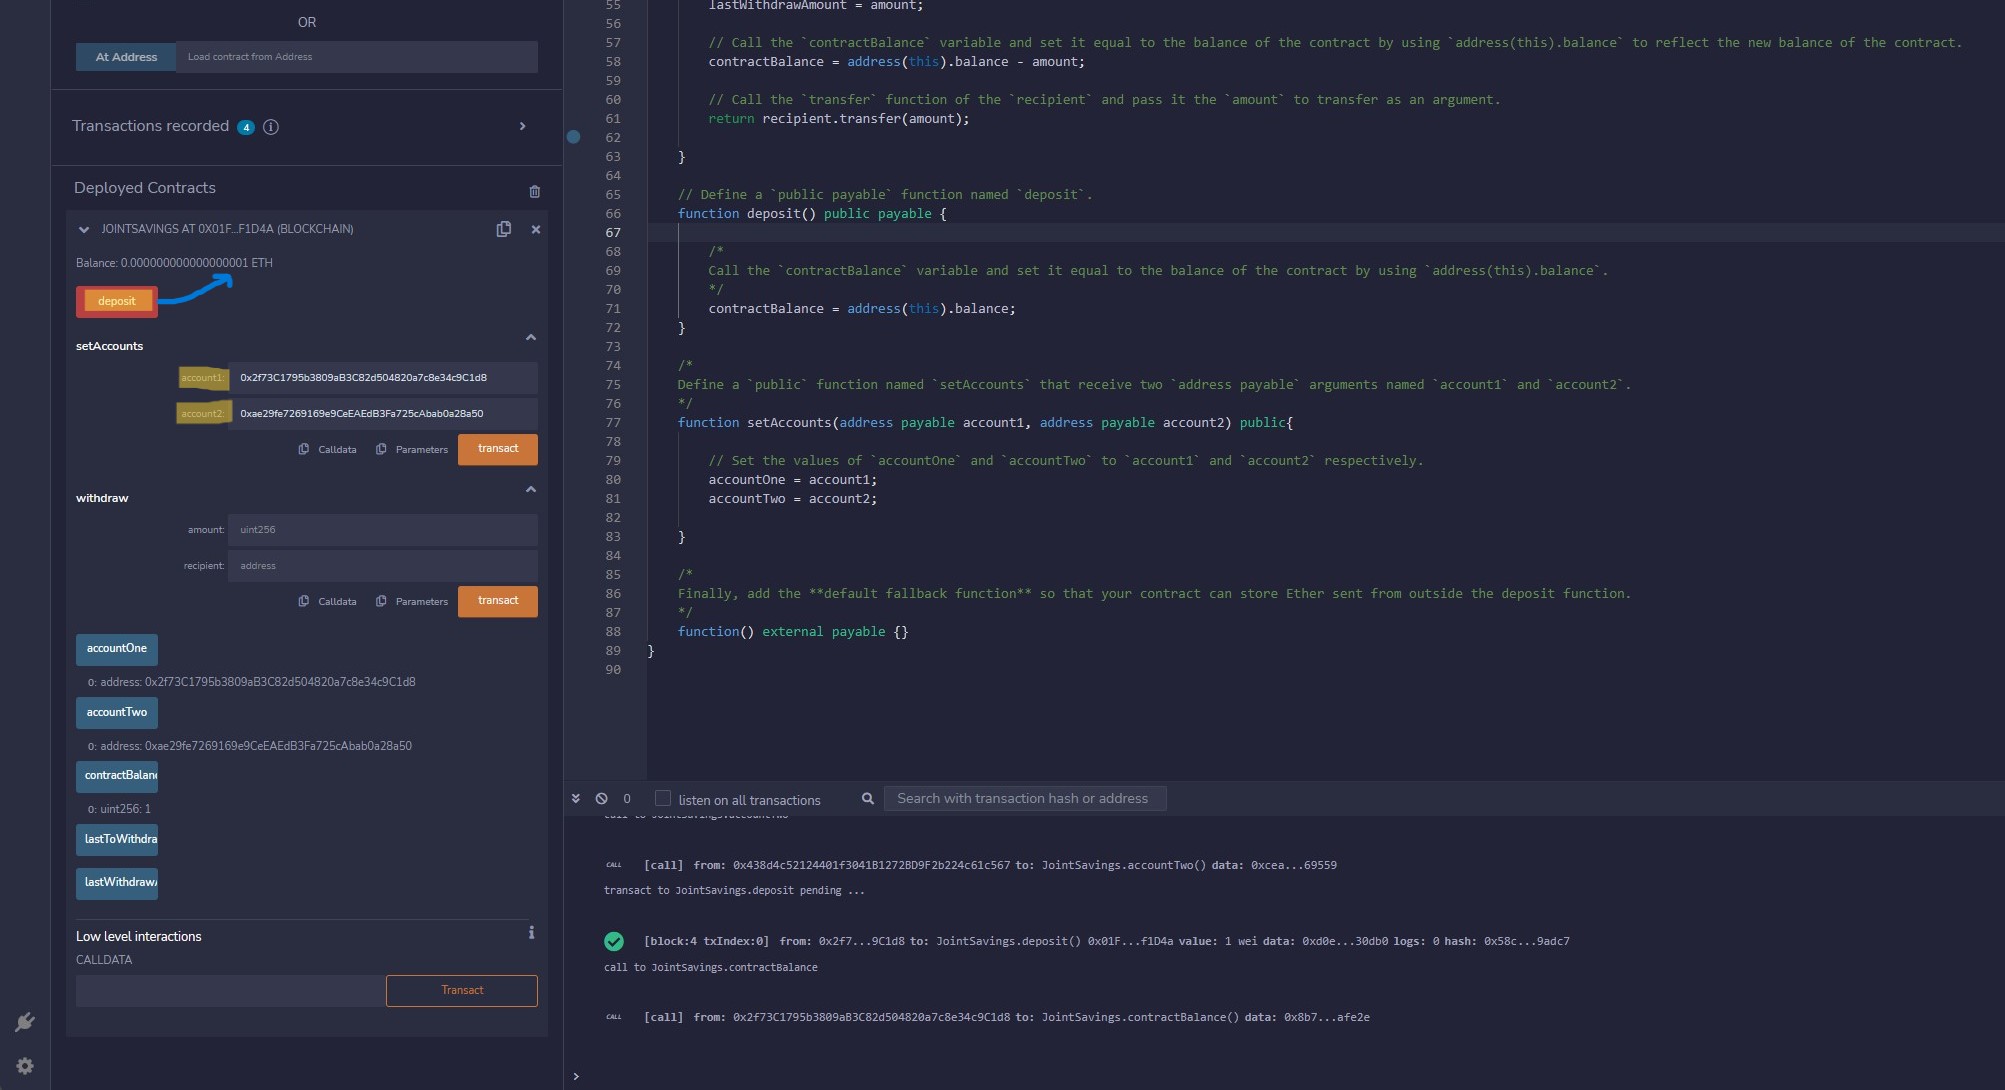 OR
At Address Load contract from Address
Transactions recorded 4
Deployed Contracts
JOINTSAVINGS AT 0X01F...F1D4A (BLOCKCHAIN)
Balance: 0.000000000000000001 ETH
deposit
setAccounts
account1: 0x2f73C1795b3809aB3C82d504820a7c8e34c9C1d8
account2: 0xae29fe7269169e9CeEAEdB3Fa725cAbab0a28a50
Calldata Parameters transact
withdraw
amount: uint256
recipient: address
Calldata Parameters transact
accountOne
0: address: 0x2f73C1795b3809aB3C82d504820a7c8e34c9C1d8
accountTwo
0: address: 0xae29fe7269169e9CeEAEdB3Fa725cAbab0a28a50
contractBalan
0: uint256: 1
lastToWithdra
lastWithdrawA
Low level interactions
CALLDATA
Transact
55 lastWithdrawAmount = amount;
56
57 // Call the `contractBalance` variable and set it equal to the balance of the contract by using `address(this).balance` to reflect the new balance of the contract.
58 contractBalance = address(this).balance - amount;
59
60 // Call the `transfer` function of the `recipient` and pass it the `amount` to transfer as an argument.
61 return recipient.transfer(amount);
62
63 }
64
65 // Define a `public payable` function named `deposit`.
66 function deposit() public payable {
67
68 /*
69 Call the `contractBalance` variable and set it equal to the balance of the contract by using `address(this).balance`.
70 */
71 contractBalance = address(this).balance;
72 }
73
74 /*
75 Define a `public` function named `setAccounts` that receive two `address payable` arguments named `account1` and `account2`.
76 */
77 function setAccounts(address payable account1, address payable account2) public{
78
79 // Set the values of `accountOne` and `accountTwo` to `account1` and `account2` respectively.
80 accountOne = account1;
81 accountTwo = account2;
82
83 }
84
85 /*
86 Finally, add the **default fallback function** so that your contract can store Ether sent from outside the deposit function.
87 */
88 function() external payable {}
89 }
90
0 listen on all transactions Search with transaction hash or address
call to JointSavings.accountTwo
CALL [call] from: 0x438d4c52124401f3041B1272BD9F2b224c61c567 to: JointSavings.accountTwo() data: 0xcea...69559
transact to JointSavings.deposit pending ...
[block:4 txIndex:0] from: 0x2f7...9C1d8 to: JointSavings.deposit() 0x01F...f1D4a value: 1 wei data: 0xd0e...30db0 logs: 0 hash: 0x58c...9adc7
call to JointSavings.contractBalance
CALL [call] from: 0x2f73C1795b3809aB3C82d504820a7c8e34c9C1d8 to: JointSavings.contractBalance() data: 0x8b7...afe2e
>